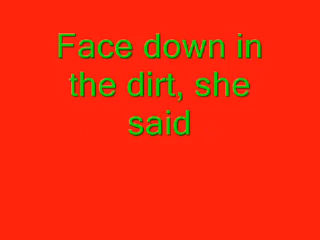 Face down in
the dirt, she
said